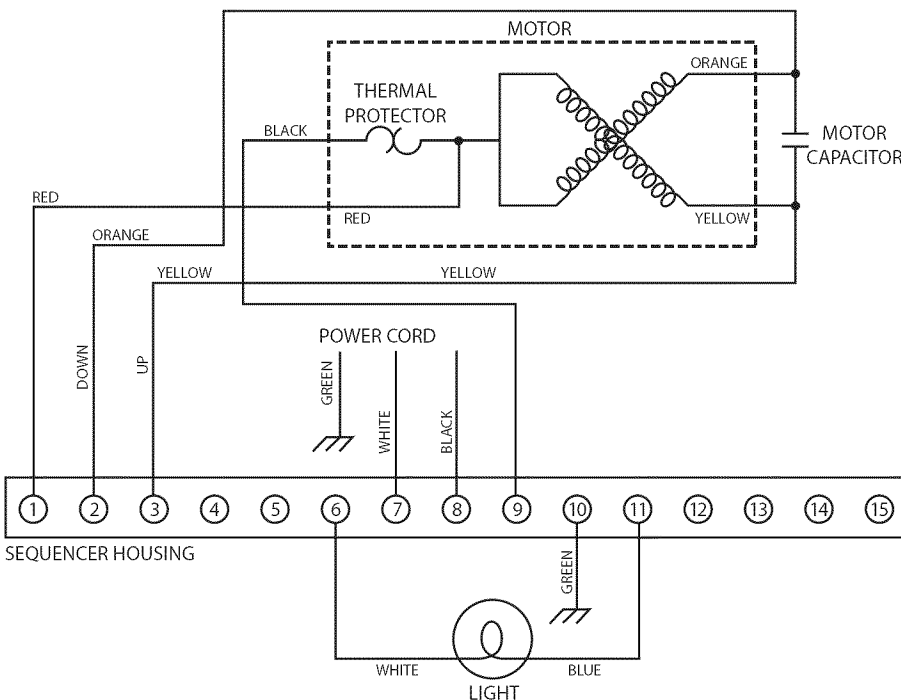 MOTOR
ORANGE
THERMAL
PROTECTOR
BLACK
MOTOR
CAPACITOR
RED
RED
YELLOW
ORANGE
YELLOW
YELLOW
POWER CORD
DOWN
UP
GREEN
WHITE
BLACK
1 2 3 4 5 6 7 8 9 10 11 12 13 14 15
SEQUENCER HOUSING
GREEN
WHITE
BLUE
LIGHT